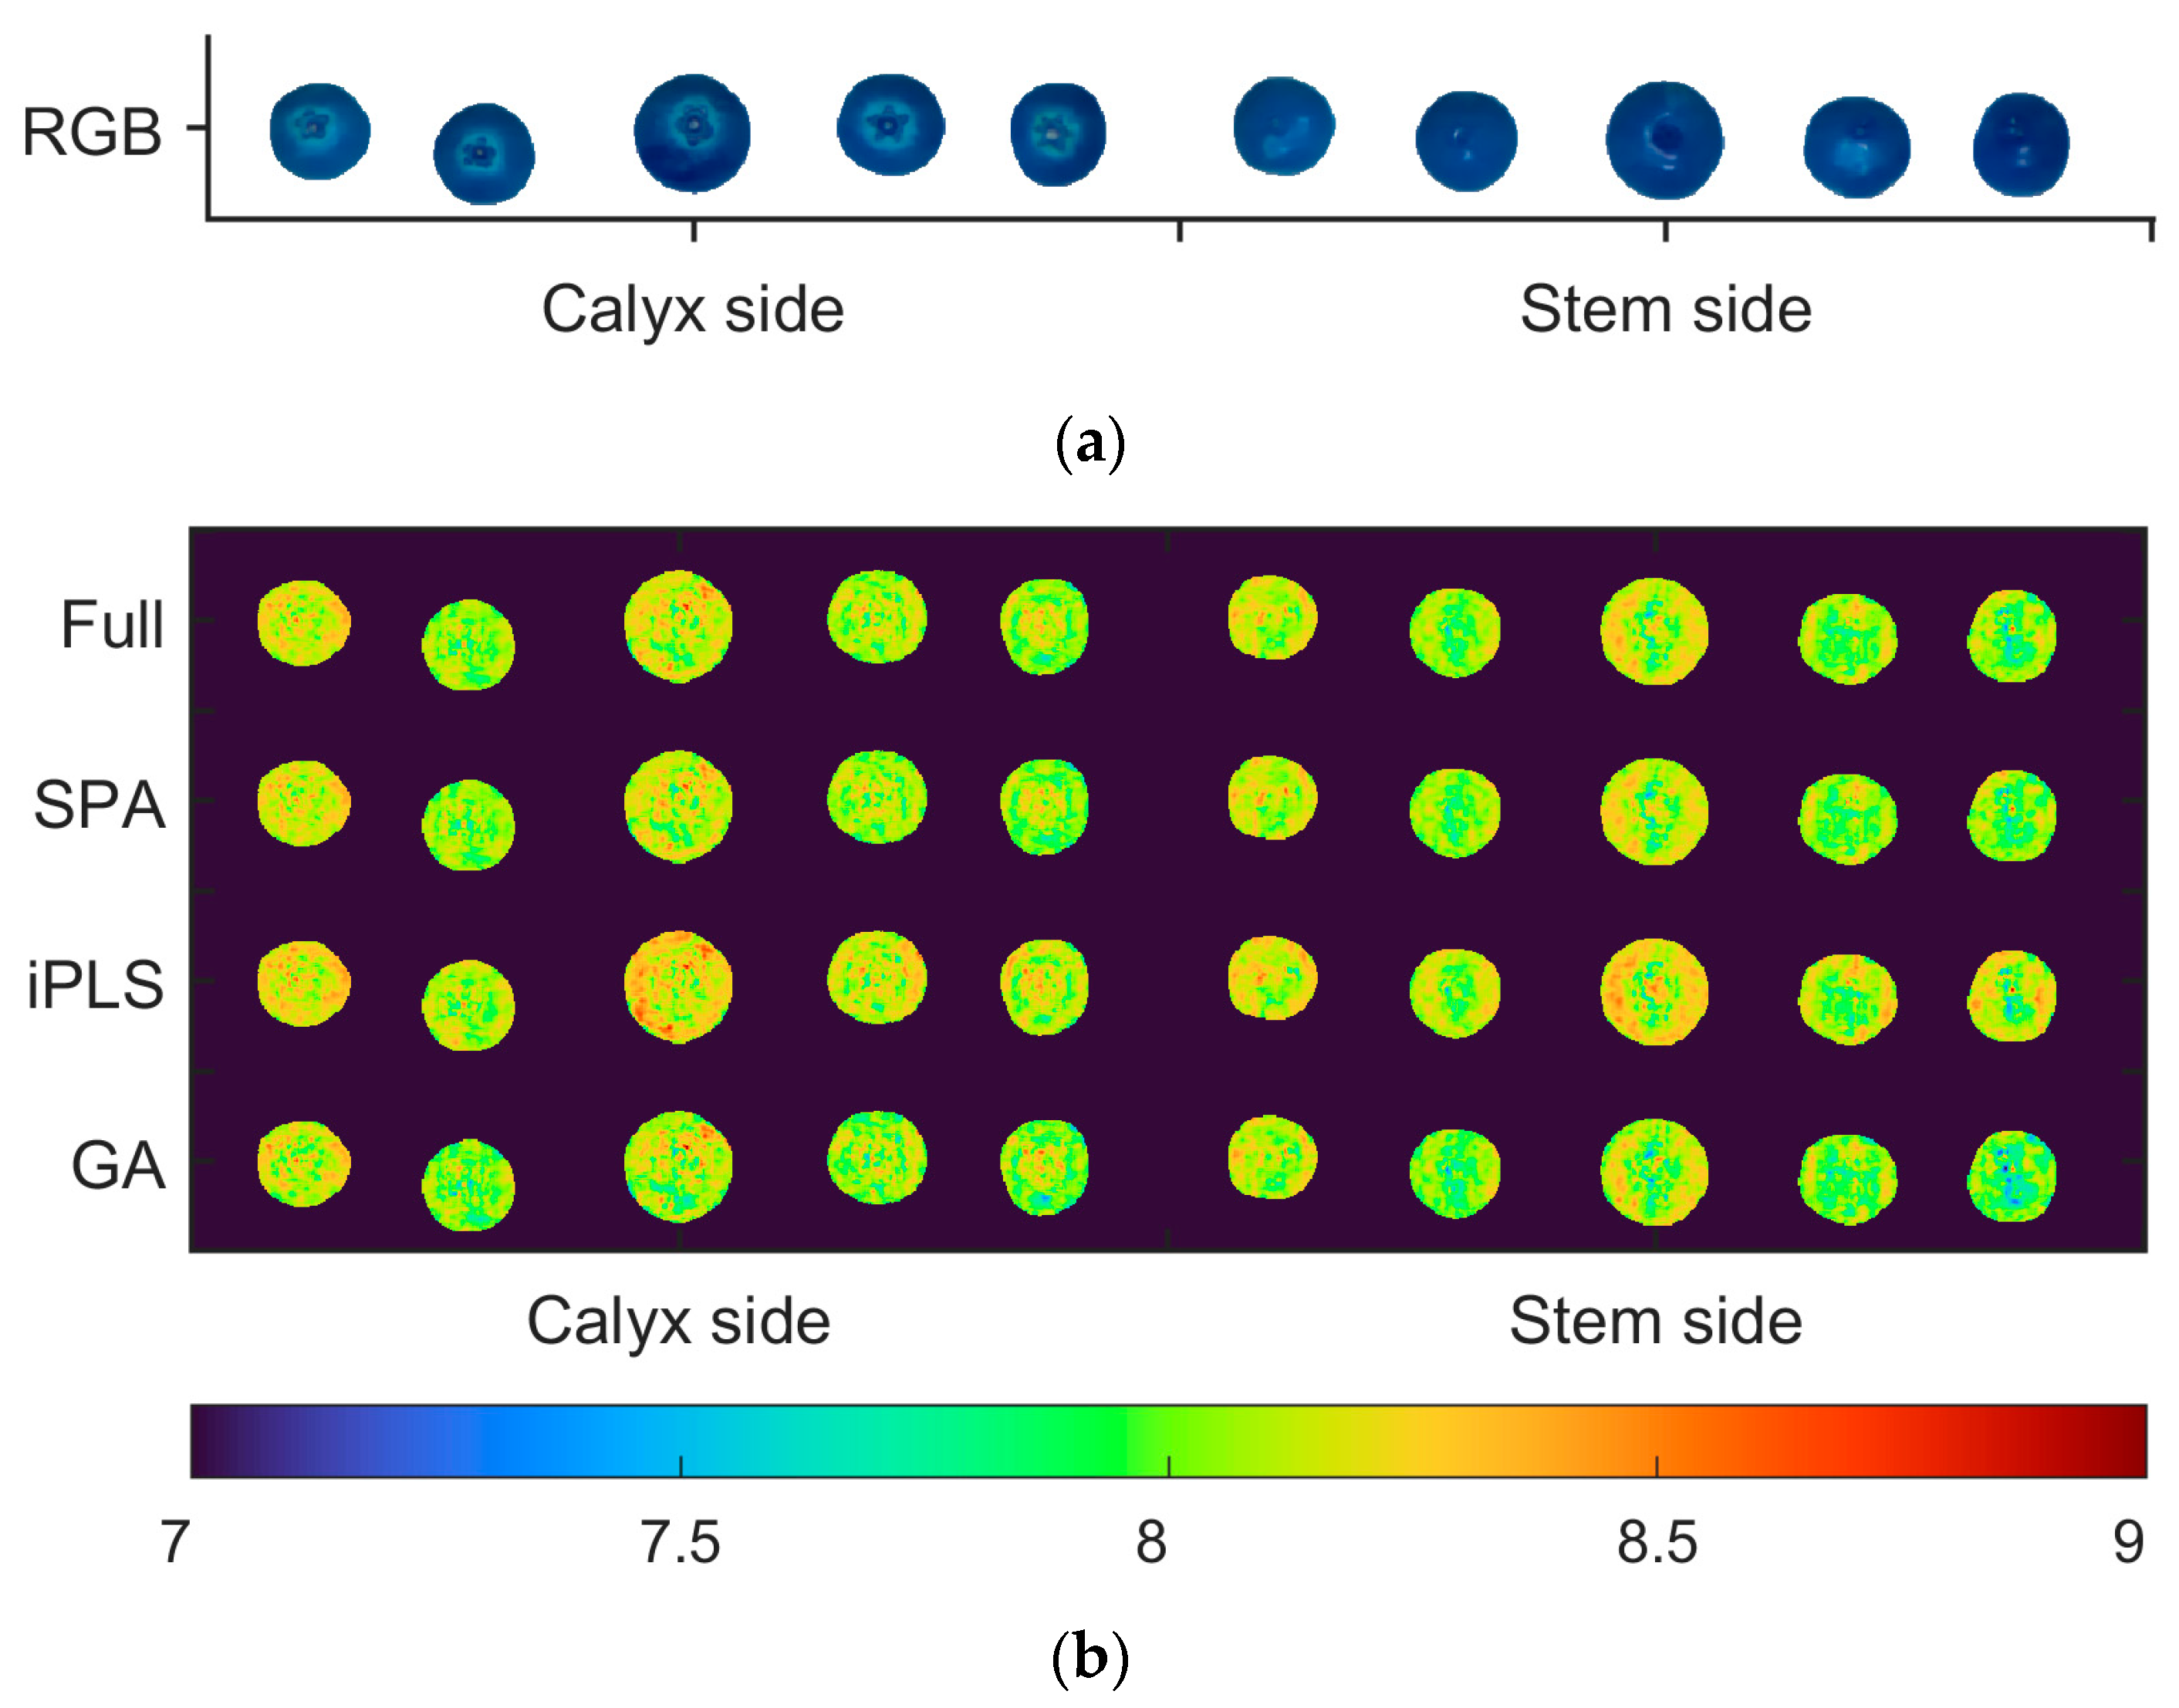 RGB
Calyx side Stem side
(a)
Full
SPA
iPLS
GA
Calyx side Stem side
7 7.5 8 8.5 9
(b)